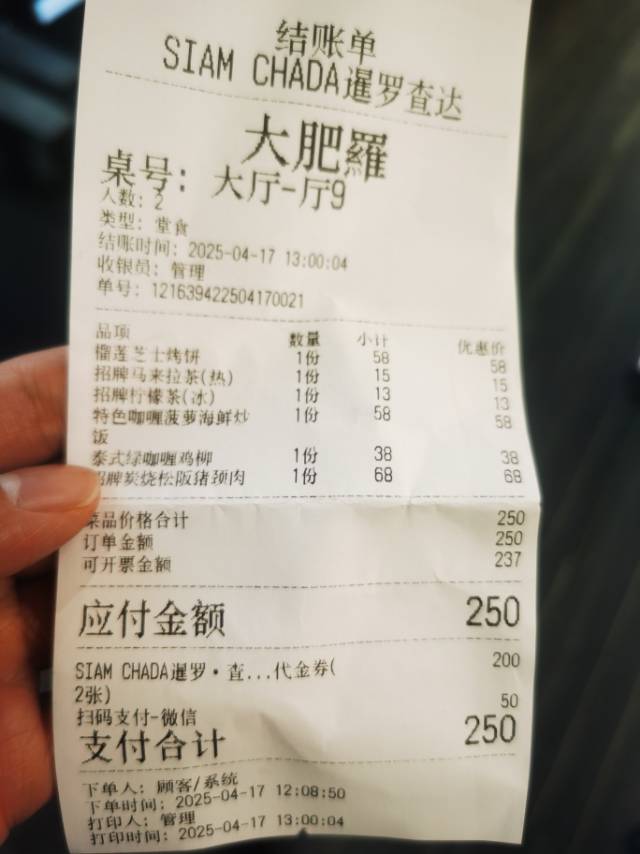 结账单
SIAM CHADA暹罗查达
大肥羅
桌号: 大厅-厅9
人数: 2
类型: 堂食
结账时间: 2025-04-17 13:00:04
收银员: 管理
单号: 121639422504170021
品项 数量 小计 优惠价
榴莲芝士烤饼 1份 58 58
招牌马来拉茶(热) 1份 15 15
招牌柠檬茶(冰) 1份 13 13
特色咖喱菠萝海鲜炒 1份 58 58
饭
泰式绿咖喱鸡柳 1份 38 38
招牌炭烧松阪猪颈肉 1份 68 68
菜品价格合计 250
订单金额 250
可开票金额 237
应付金额 250
SIAM CHADA暹罗·查...代金券( 200
2张)
扫码支付-微信 50
支付合计 250
下单人: 顾客/系统
下单时间: 2025-04-17 12:08:50
打印人: 管理
打印时间: 2025-04-17 13:00:04